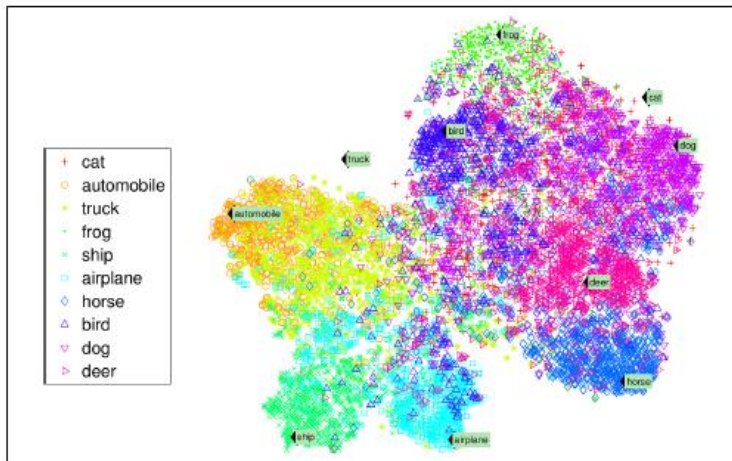 frog
cat
bird
dog
truck
automobile
deer
horse
ship
airplane
cat
automobile
truck
frog
ship
airplane
horse
bird
dog
deer